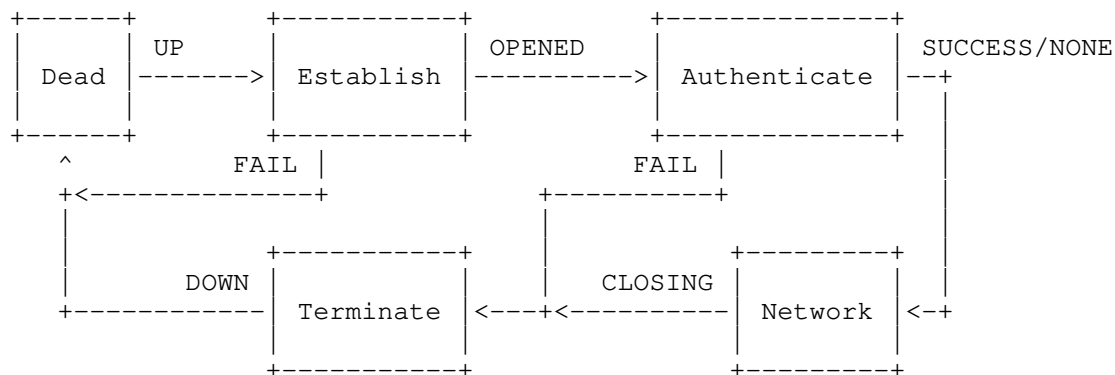 UP OPENED SUCCESS/NONE
Dead Establish Authenticate
FAIL FAIL
DOWN CLOSING
Terminate Network